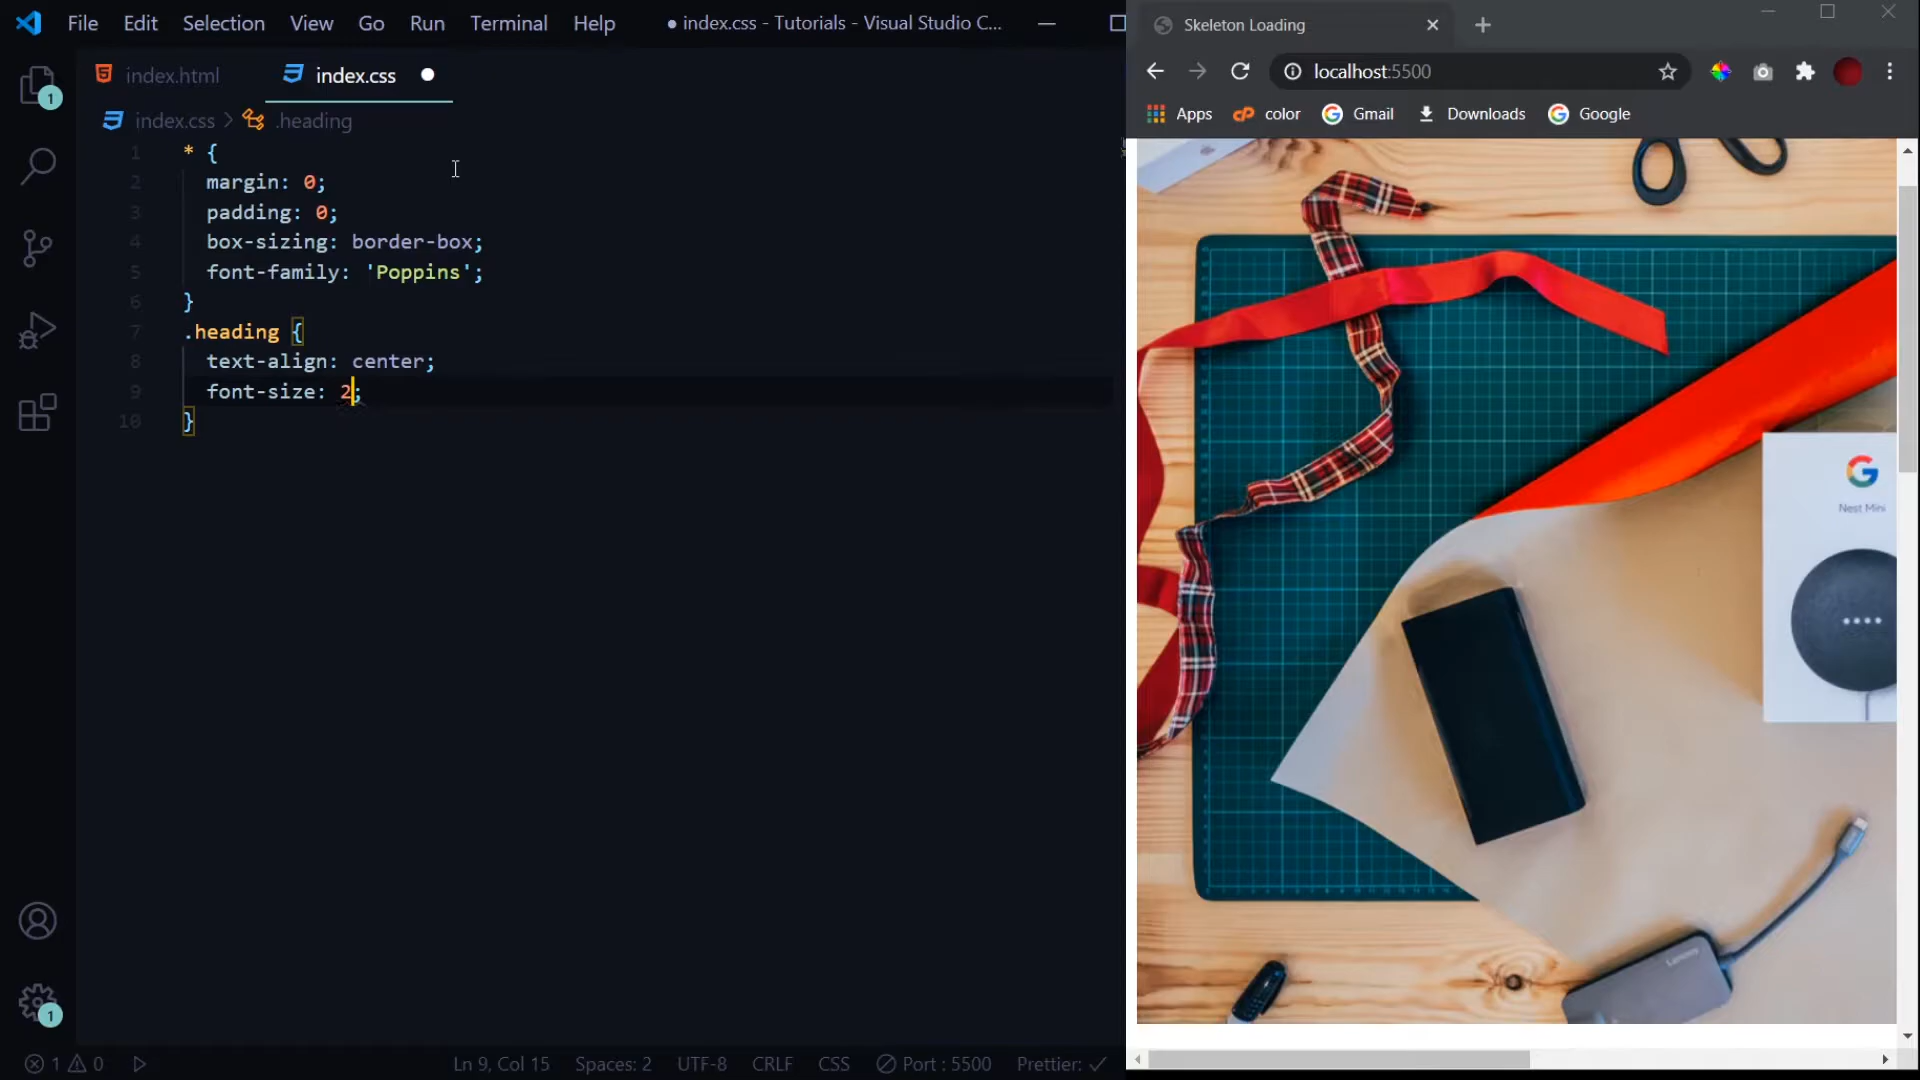 File Edit Selection View Go Run Terminal Help
● index.css - Tutorials - Visual Studio C...
index.html
index.css
index.css > .heading
1 * {
2 margin: 0;
3 padding: 0;
4 box-sizing: border-box;
5 font-family: 'Poppins';
6 }
7 .heading {
8 text-align: center;
9 font-size: 2;
10 }
1
1
1 0
Ln 9, Col 15 Spaces: 2 UTF-8 CRLF CSS Port : 5500 Prettier: ✓
Skeleton Loading
localhost:5500
Apps color Gmail Downloads Google
G
Nest Mini
Lenovo